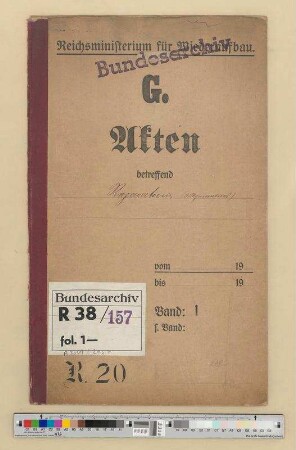 Reichsministerium für Wiederaufbau.
Bundesarchiv
G.
Akten
betreffend
vom 19
bis 19
Band: 1
s. Band:
Bundesarchiv
R 38/157
fol. 1—
R. 20